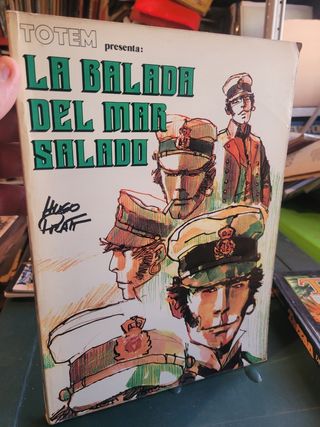 TOTEM presenta:
LA BALADA
DEL MAR
SALADO
HUGO
PRATT